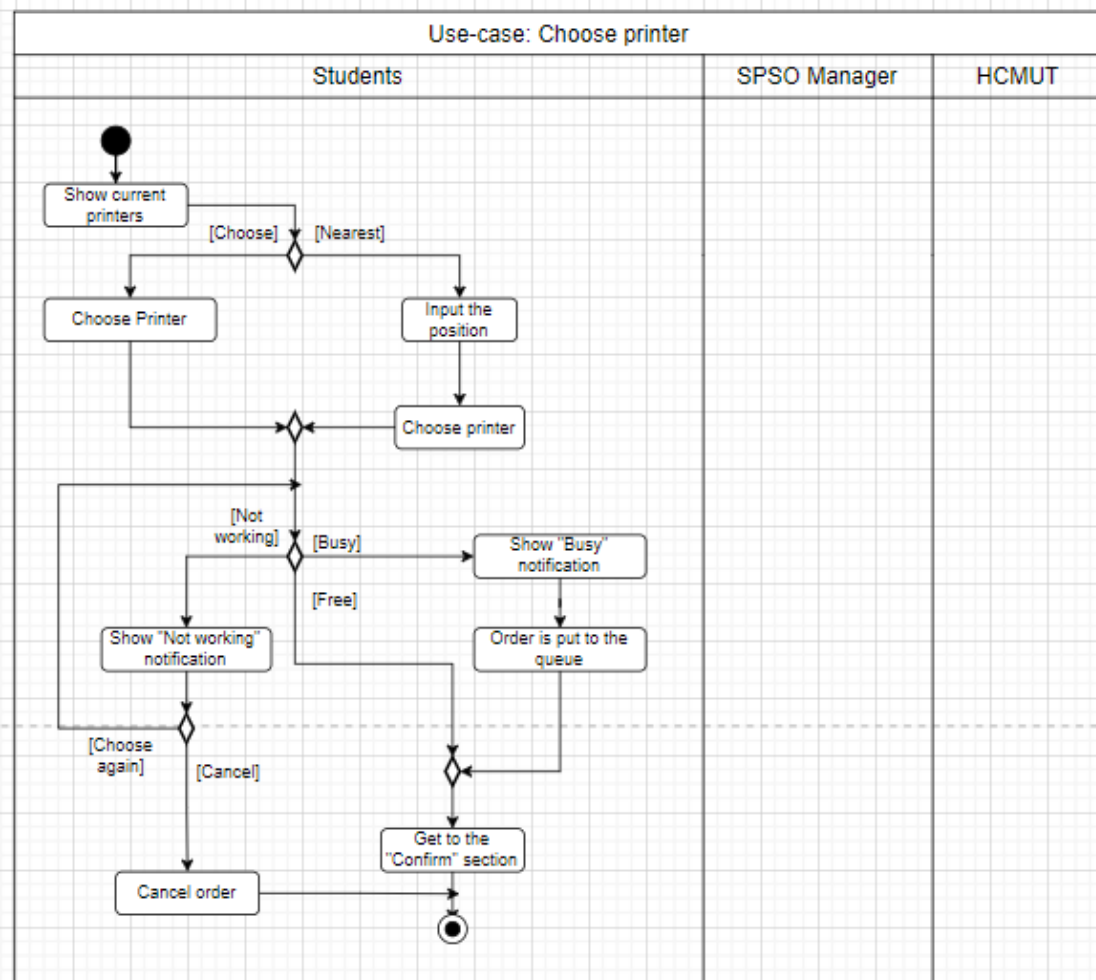 Use-case: Choose printer
Students
SPSO Manager
HCMUT
Show current
printers
[Choose]
[Nearest]
Choose Printer
Input the
position
Choose printer
[Not
working]
[Busy]
Show "Busy"
notification
[Free]
Show "Not working"
notification
Order is put to the
queue
[Choose
again]
[Cancel]
Get to the
"Confirm" section
Cancel order